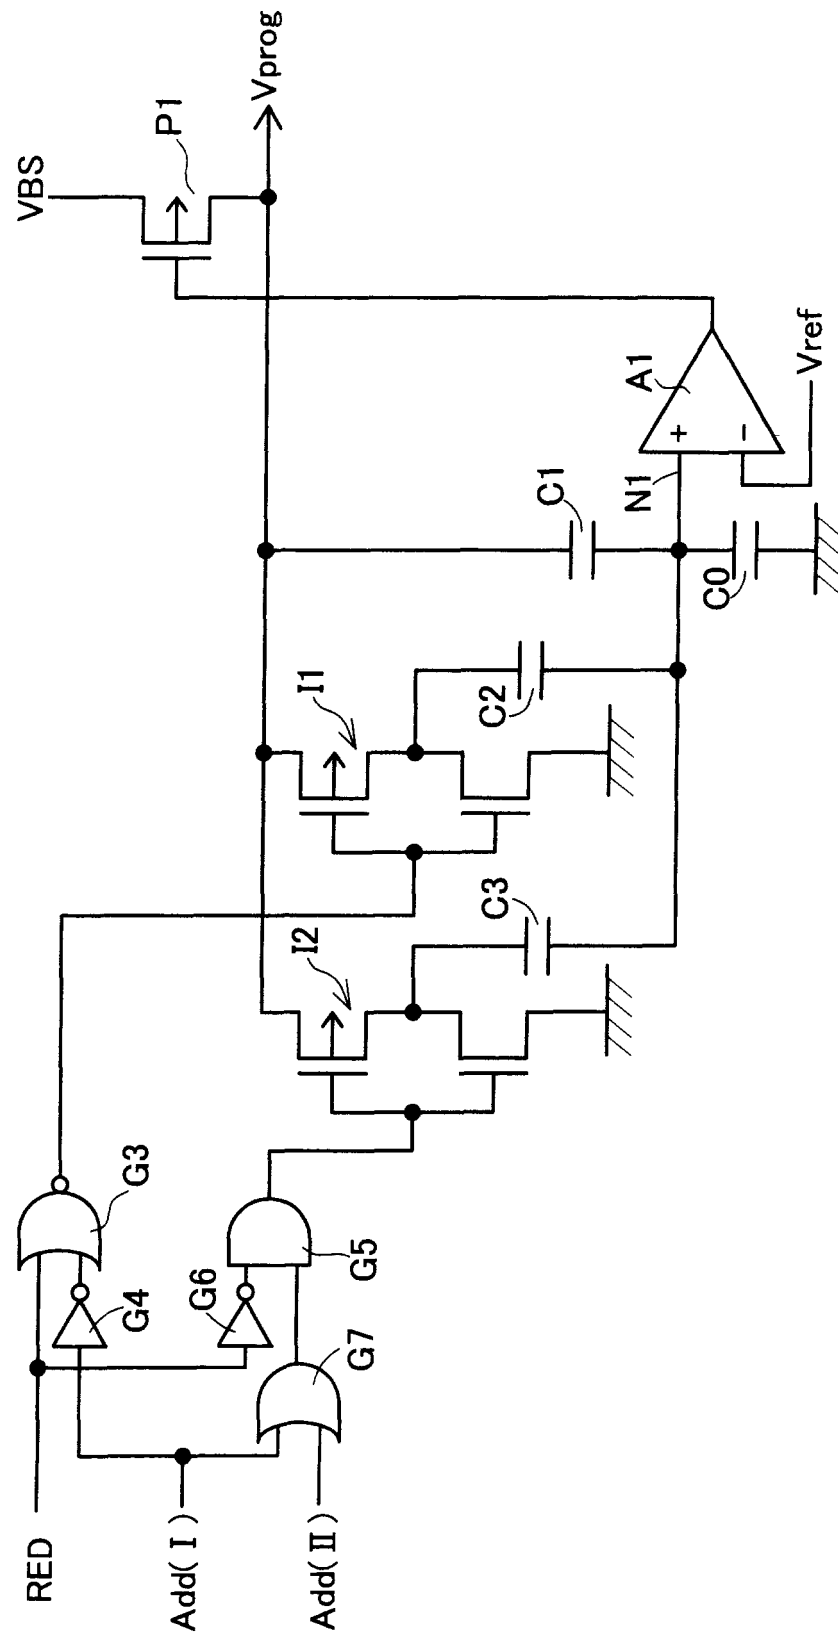 VBS
P1
Vprog
A1
Vref
+
−
N1
C1
C0
I1
C2
I2
C3
G3
G4
G6
G5
G7
RED
Add( I )
Add( II )